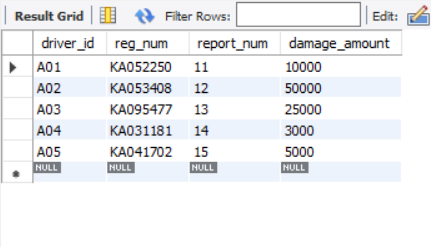 Result Grid Filter Rows: Edit:
driver_id reg_num report_num damage_amount
A01 KA052250 11 10000
A02 KA053408 12 50000
A03 KA095477 13 25000
A04 KA031181 14 3000
A05 KA041702 15 5000
NULL NULL NULL NULL